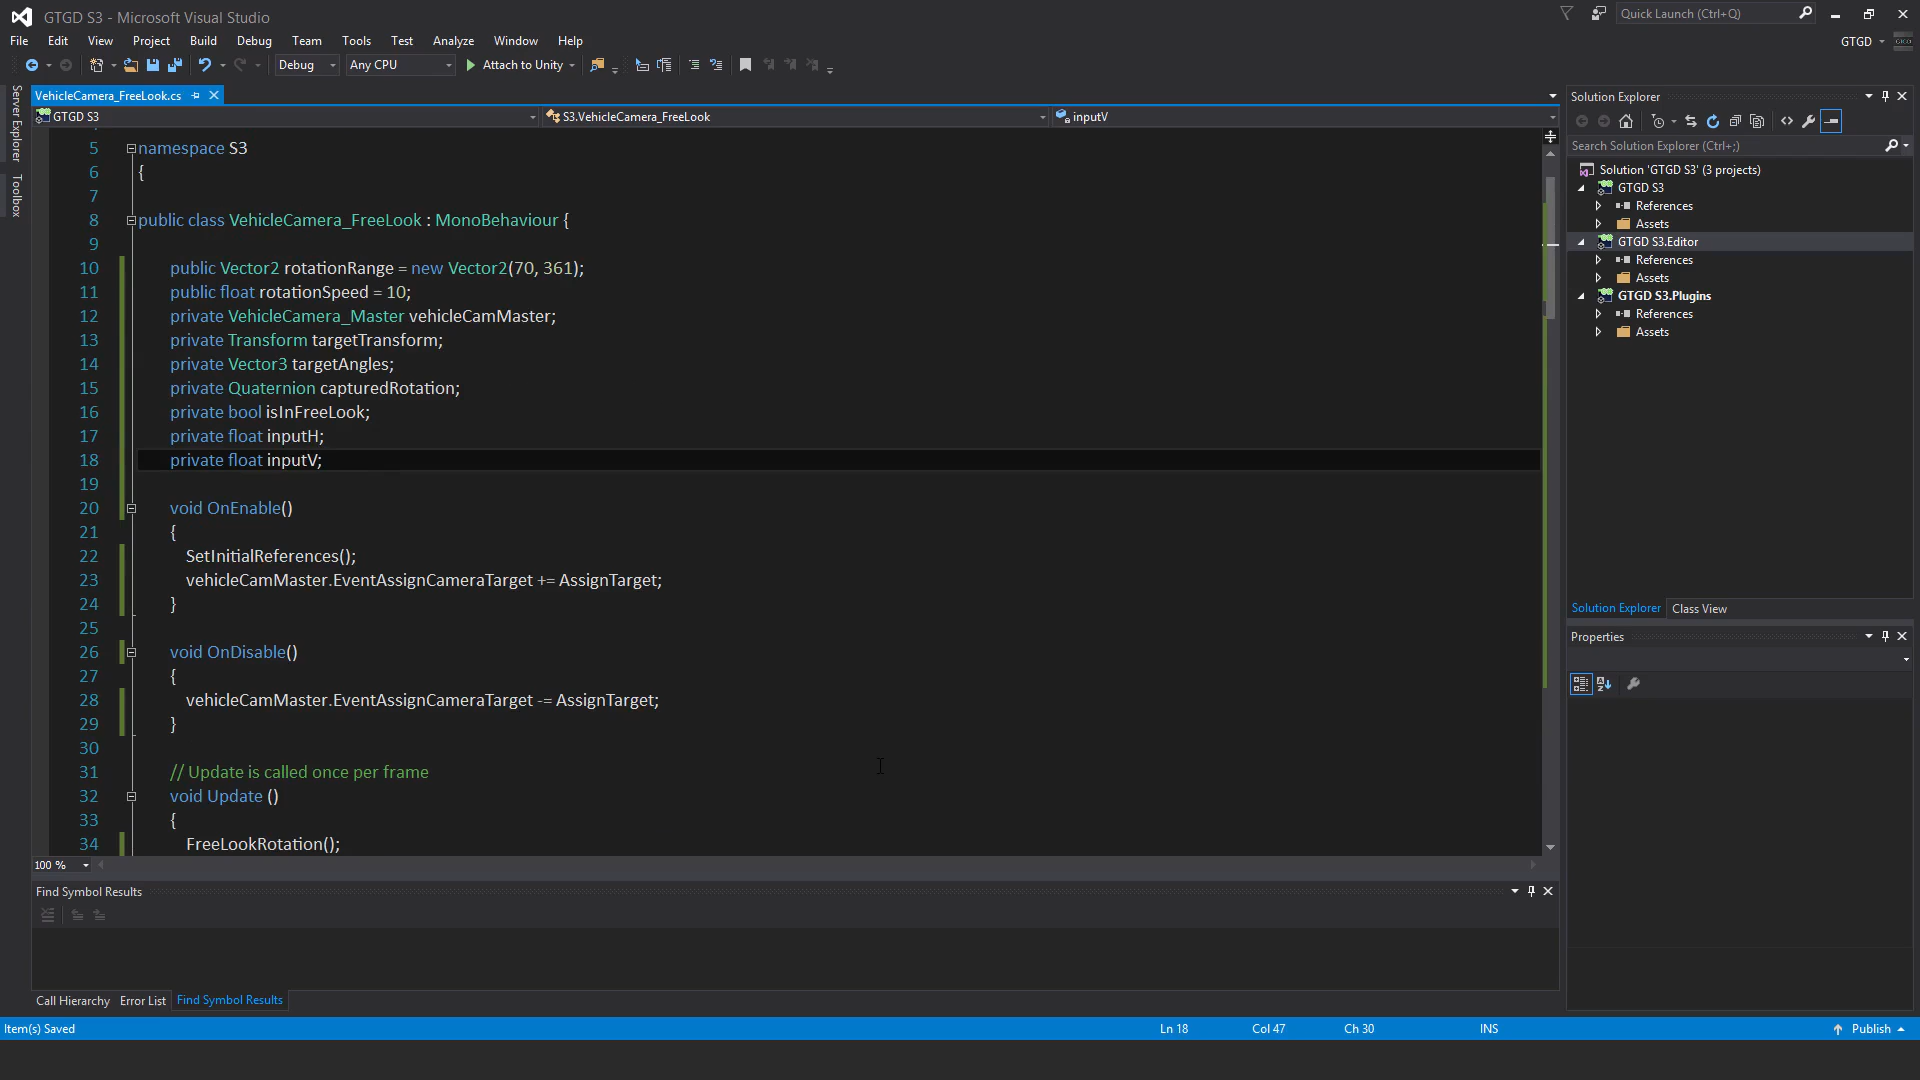 GTGD S3 - Microsoft Visual Studio
Quick Launch (Ctrl+Q)
File Edit View Project Build Debug Team Tools Test Analyze Window Help
GTGD
Debug Any CPU Attach to Unity
Server Explorer
Toolbox
VehicleCamera_FreeLook.cs
GTGD S3 S3.VehicleCamera_FreeLook inputV
5 namespace S3
6 {
7
8 public class VehicleCamera_FreeLook : MonoBehaviour {
9
10 public Vector2 rotationRange = new Vector2(70, 361);
11 public float rotationSpeed = 10;
12 private VehicleCamera_Master vehicleCamMaster;
13 private Transform targetTransform;
14 private Vector3 targetAngles;
15 private Quaternion capturedRotation;
16 private bool isInFreeLook;
17 private float inputH;
18 private float inputV;
19
20 void OnEnable()
21 {
22 SetInitialReferences();
23 vehicleCamMaster.EventAssignCameraTarget += AssignTarget;
24 }
25
26 void OnDisable()
27 {
28 vehicleCamMaster.EventAssignCameraTarget -= AssignTarget;
29 }
30
31 // Update is called once per frame
32 void Update ()
33 {
34 FreeLookRotation();
100 %
Find Symbol Results
Call Hierarchy Error List Find Symbol Results
Solution Explorer
Search Solution Explorer (Ctrl+;)
Solution 'GTGD S3' (3 projects)
GTGD S3
References
Assets
GTGD S3.Editor
References
Assets
GTGD S3.Plugins
References
Assets
Solution Explorer Class View
Properties
Item(s) Saved Ln 18 Col 47 Ch 30 INS Publish